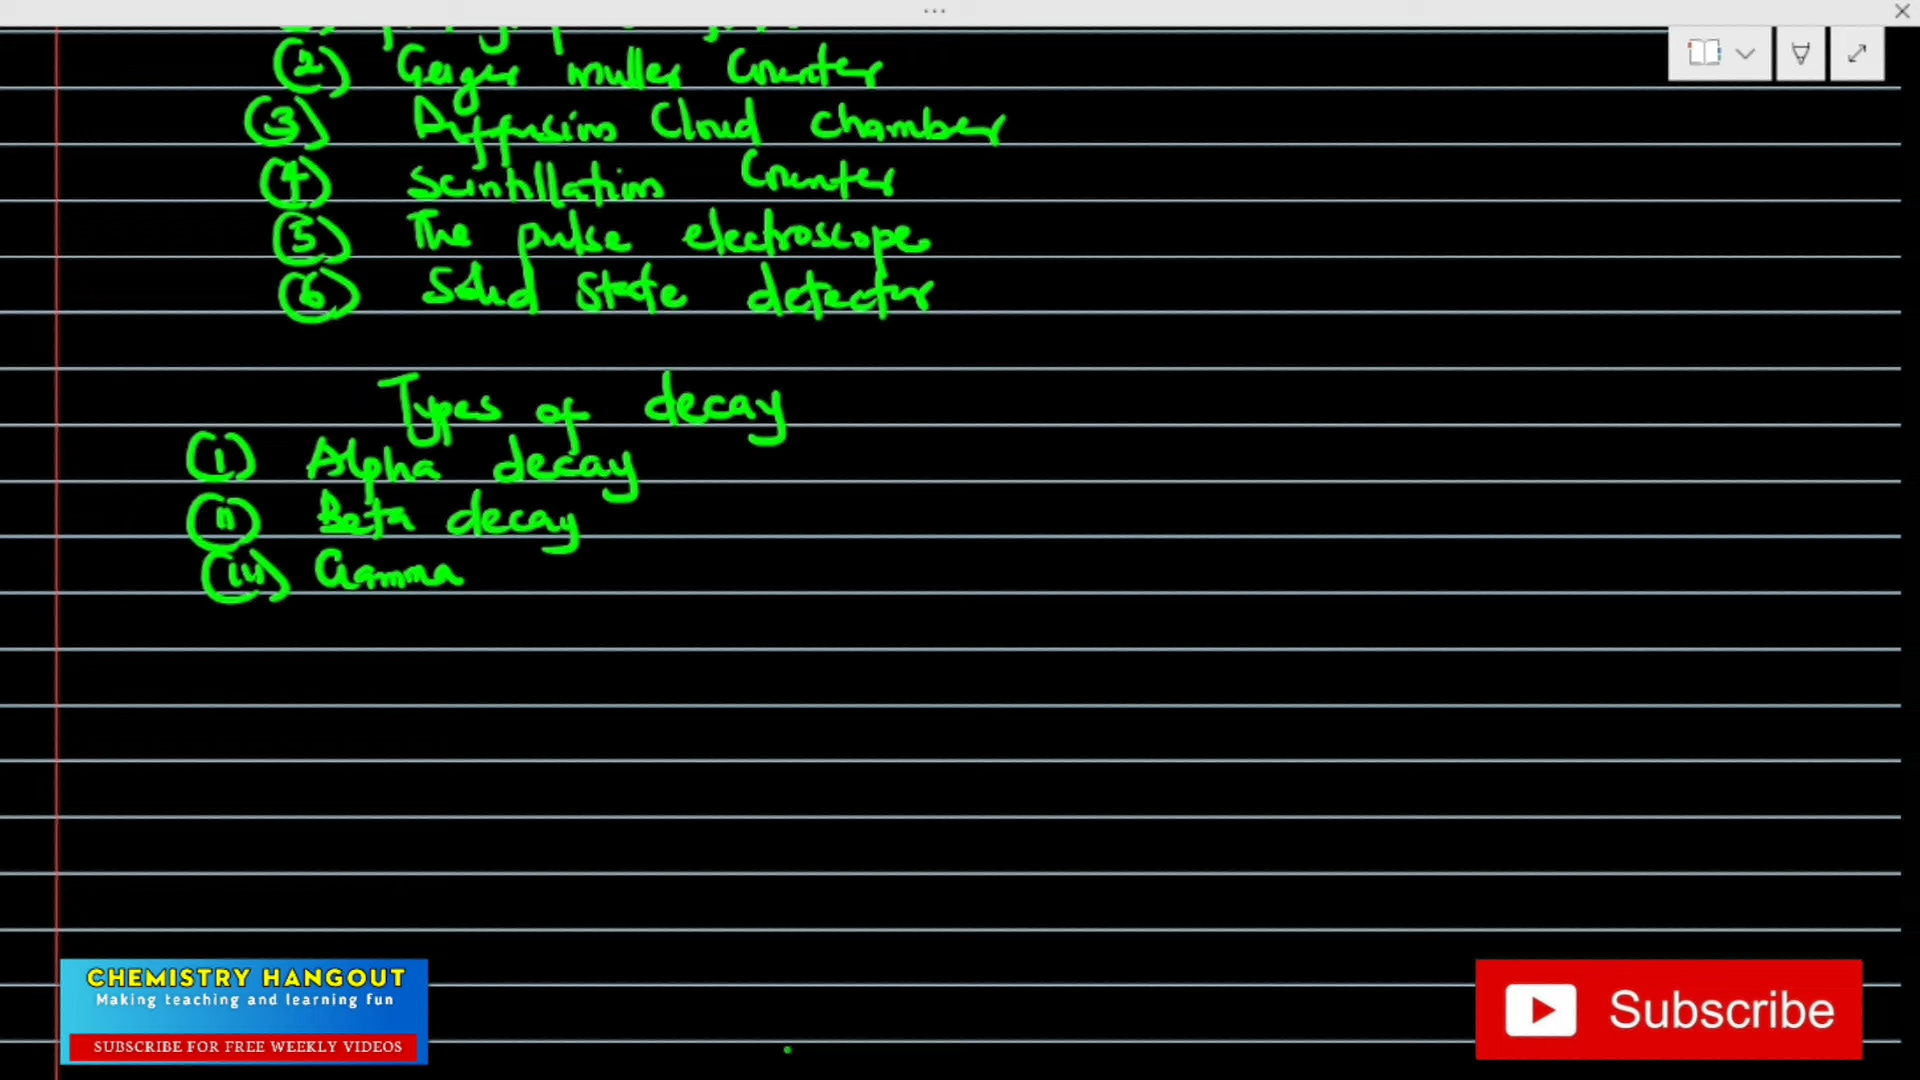 (2) Geiger muller Counter
(3) Diffusion Cloud chamber
(4) Scintillation Counter
(5) The pulse electroscope
(6) Solid State detector
Types of decay
(i) Alpha decay
(ii) Beta decay
(iii) Gamma
CHEMISTRY HANGOUT
Making teaching and learning fun
SUBSCRIBE FOR FREE WEEKLY VIDEOS
Subscribe